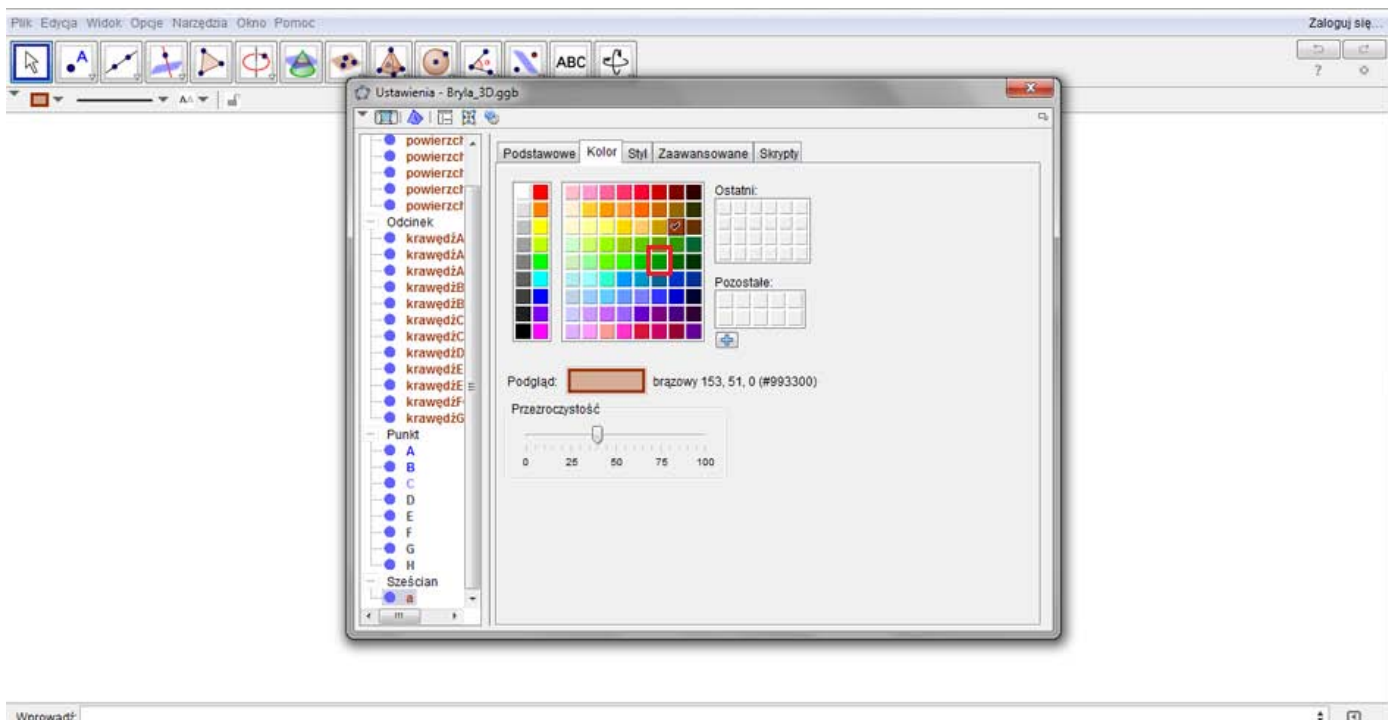 Plik Edycja Widok Opcje Narzędzia Okno Pomoc
Zaloguj się...
A
ABC
?
Ustawienia - Bryla_3D.ggb
powierzch
powierzch
powierzch
powierzch
powierzch
Odcinek
krawędźA
krawędźA
krawędźA
krawędźB
krawędźB
krawędźC
krawędźC
krawędźD
krawędźE
krawędźE
krawędźF
krawędźG
Punkt
A
B
C
D
E
F
G
H
Sześcian
a
Podstawowe Kolor Styl Zaawansowane Skrypty
Ostatni:
Pozostałe:
Podgląd:
brązowy 153, 51, 0 (#993300)
Przezroczystość
0 25 50 75 100
Wprowadź: